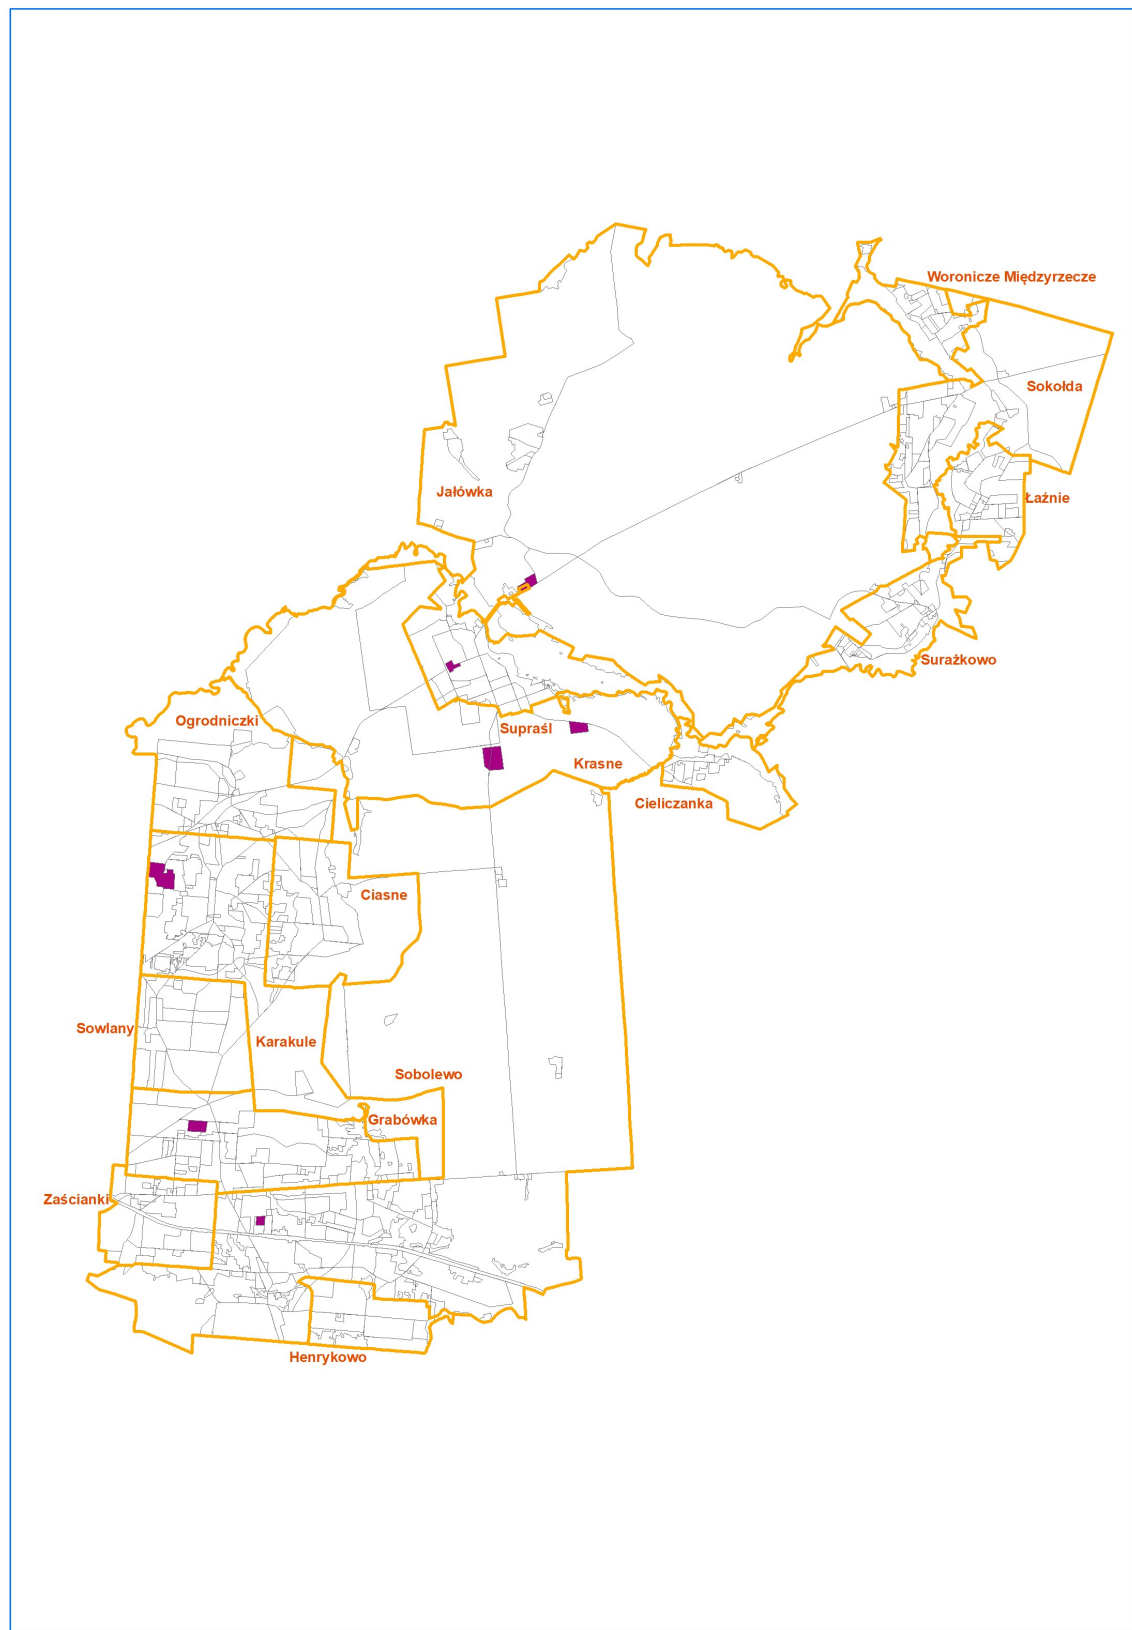 Woronicze Międzyrzecze
Sokołda
Jałówka
Łaźnie
Surażkowo
Ogrodniczki
Supraśl
Krasne
Cieliczanka
Ciasne
Sowlany
Karakule
Sobolewo
Grabówka
Zaścianki
Henrykowo